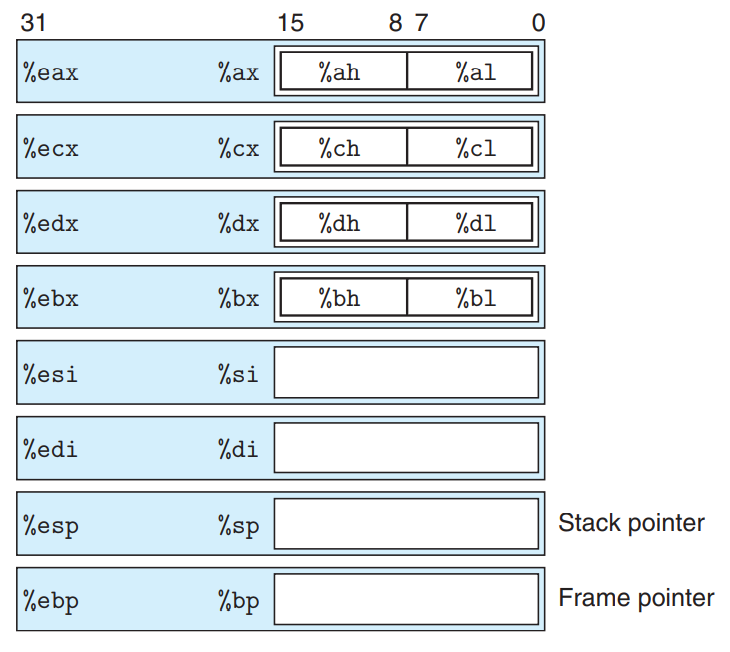 31 15 8 7 0
%eax %ax %ah %al
%ecx %cx %ch %cl
%edx %dx %dh %dl
%ebx %bx %bh %bl
%esi %si
%edi %di
%esp %sp Stack pointer
%ebp %bp Frame pointer